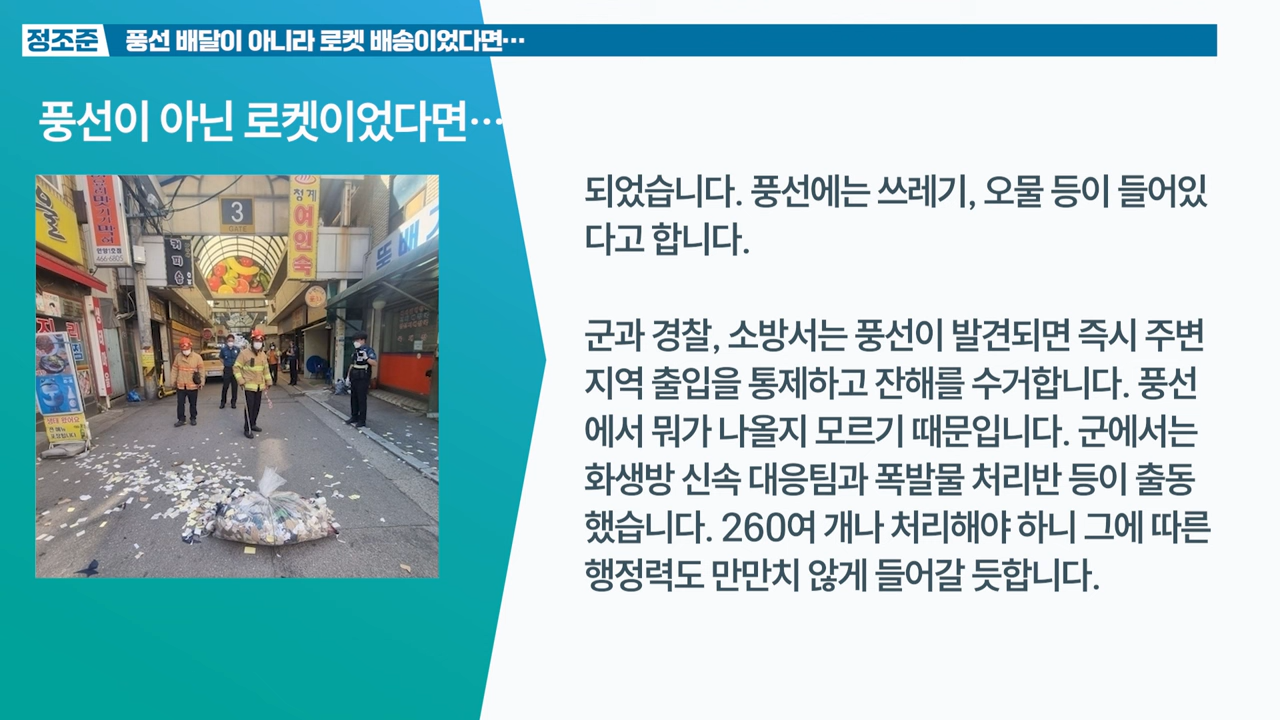 정조준
풍선 배달이 아니라 로켓 배송이었다면…
풍선이 아닌 로켓이었다면…
되었습니다. 풍선에는 쓰레기, 오물 등이 들어있
다고 합니다.
군과 경찰, 소방서는 풍선이 발견되면 즉시 주변
지역 출입을 통제하고 잔해를 수거합니다. 풍선
에서 뭐가 나올지 모르기 때문입니다. 군에서는
화생방 신속 대응팀과 폭발물 처리반 등이 출동
했습니다. 260여 개나 처리해야 하니 그에 따른
행정력도 만만치 않게 들어갈 듯합니다.
3
GATE
청계
여인숙
커피숍
466-6805
뚝배